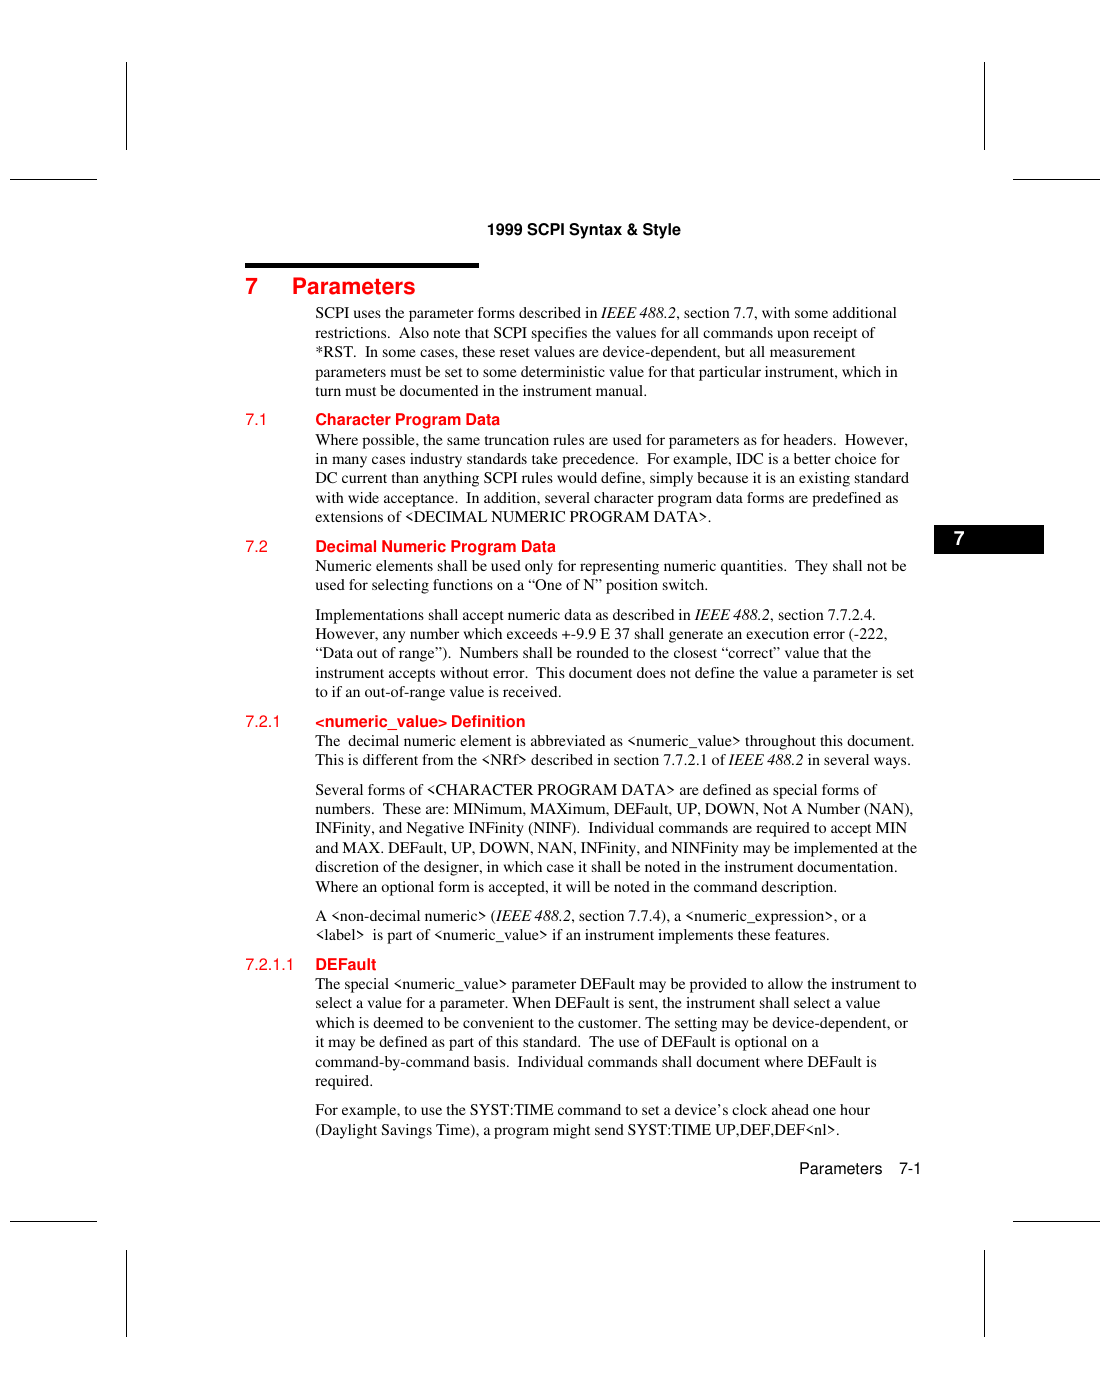 1999 SCPI Syntax & Style
7 Parameters
SCPI uses the parameter forms described in IEEE 488.2, section 7.7, with some additional
restrictions. Also note that SCPI specifies the values for all commands upon receipt of
*RST. In some cases, these reset values are device-dependent, but all measurement
parameters must be set to some deterministic value for that particular instrument, which in
turn must be documented in the instrument manual.
7.1 Character Program Data
Where possible, the same truncation rules are used for parameters as for headers. However,
in many cases industry standards take precedence. For example, IDC is a better choice for
DC current than anything SCPI rules would define, simply because it is an existing standard
with wide acceptance. In addition, several character program data forms are predefined as
extensions of <DECIMAL NUMERIC PROGRAM DATA>.
7
7.2 Decimal Numeric Program Data
Numeric elements shall be used only for representing numeric quantities. They shall not be
used for selecting functions on a “One of N” position switch.
Implementations shall accept numeric data as described in IEEE 488.2, section 7.7.2.4.
However, any number which exceeds +-9.9 E 37 shall generate an execution error (-222,
“Data out of range”). Numbers shall be rounded to the closest “correct” value that the
instrument accepts without error. This document does not define the value a parameter is set
to if an out-of-range value is received.
7.2.1 <numeric_value> Definition
The decimal numeric element is abbreviated as <numeric_value> throughout this document.
This is different from the <NRf> described in section 7.7.2.1 of IEEE 488.2 in several ways.
Several forms of <CHARACTER PROGRAM DATA> are defined as special forms of
numbers. These are: MINimum, MAXimum, DEFault, UP, DOWN, Not A Number (NAN),
INFinity, and Negative INFinity (NINF). Individual commands are required to accept MIN
and MAX. DEFault, UP, DOWN, NAN, INFinity, and NINFinity may be implemented at the
discretion of the designer, in which case it shall be noted in the instrument documentation.
Where an optional form is accepted, it will be noted in the command description.
A <non-decimal numeric> (IEEE 488.2, section 7.7.4), a <numeric_expression>, or a
<label> is part of <numeric_value> if an instrument implements these features.
7.2.1.1 DEFault
The special <numeric_value> parameter DEFault may be provided to allow the instrument to
select a value for a parameter. When DEFault is sent, the instrument shall select a value
which is deemed to be convenient to the customer. The setting may be device-dependent, or
it may be defined as part of this standard. The use of DEFault is optional on a
command-by-command basis. Individual commands shall document where DEFault is
required.
For example, to use the SYST:TIME command to set a device’s clock ahead one hour
(Daylight Savings Time), a program might send SYST:TIME UP,DEF,DEF<nl>.
Parameters 7-1